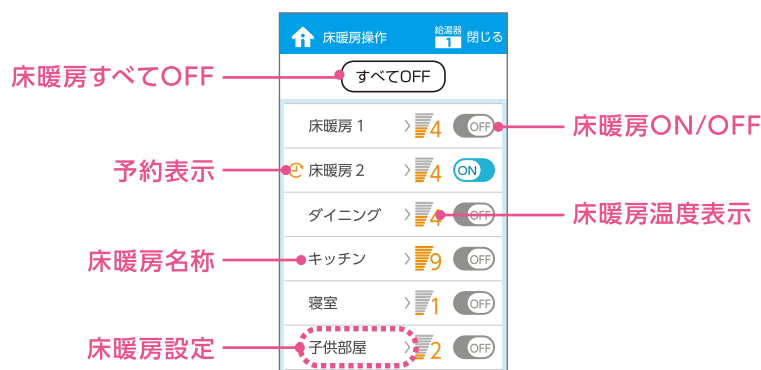 床暖房操作
給湯器
1
閉じる
床暖房すべてOFF
すべてOFF
床暖房 1
4
OFF
床暖房ON/OFF
予約表示
床暖房 2
4
ON
ダイニング
4
OFF
床暖房温度表示
床暖房名称
キッチン
9
OFF
寝室
1
OFF
床暖房設定
子供部屋
2
OFF